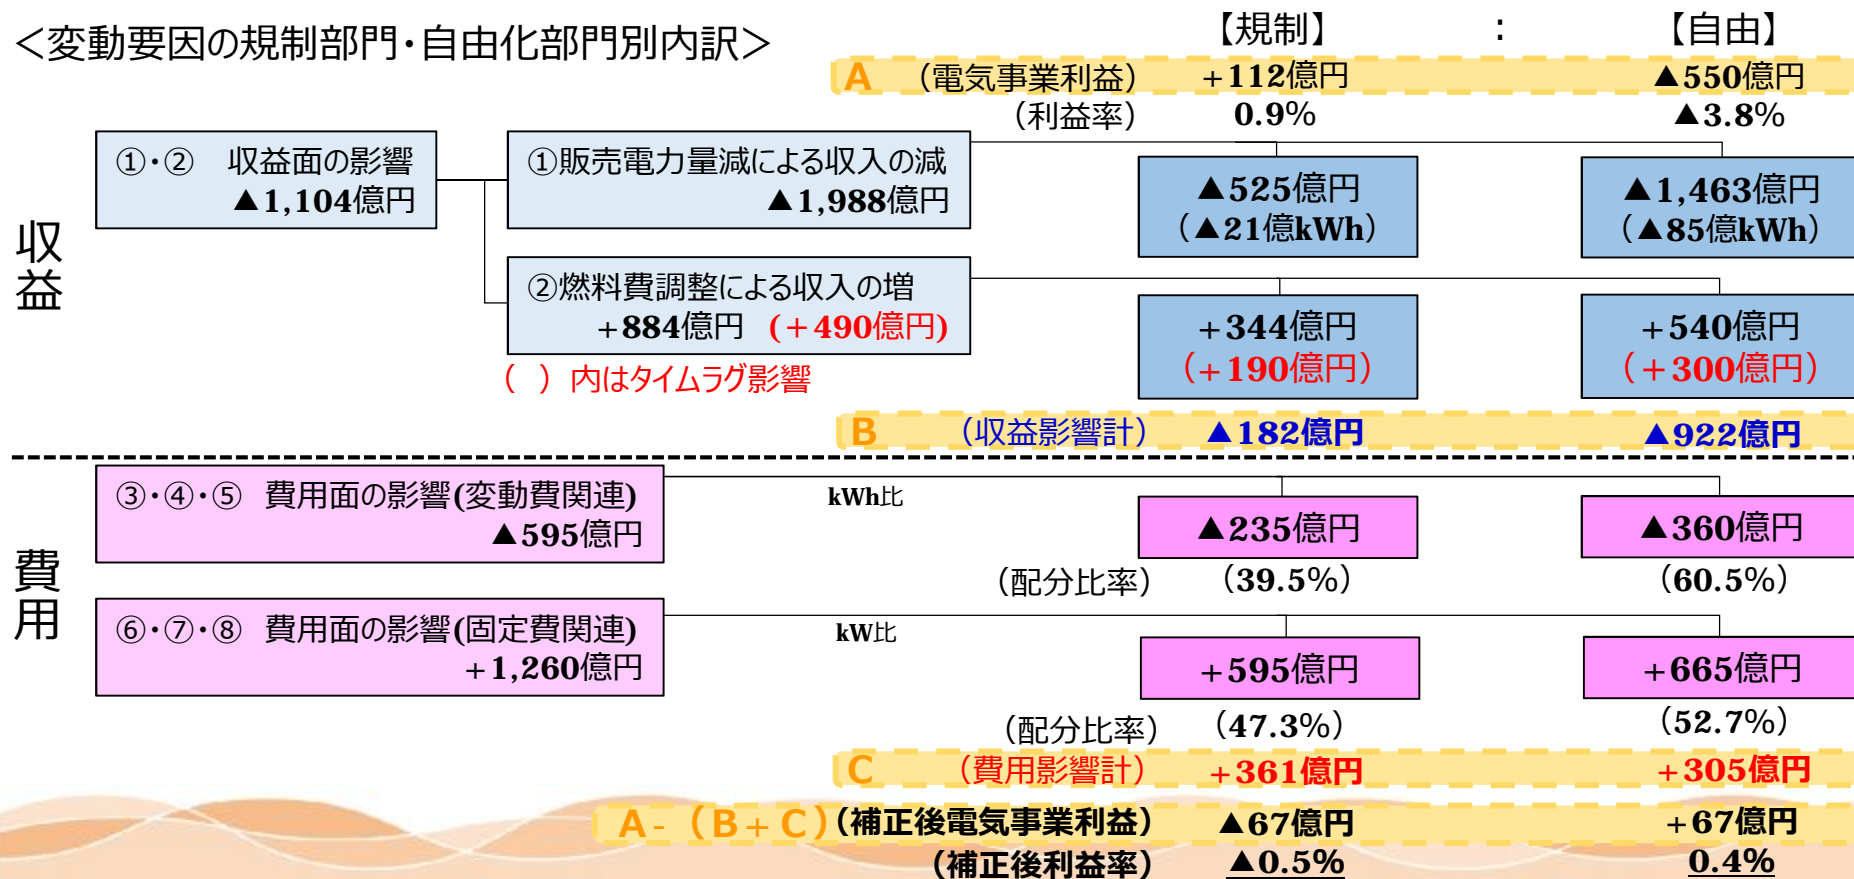 ＜変動要因の規制部門・自由化部門別内訳＞
【規制】 : 【自由】
A （電気事業利益） +112億円 ▲550億円
（利益率） 0.9% ▲3.8%
収益
①・② 収益面の影響
▲1,104億円
①販売電力量減による収入の減
▲1,988億円
▲525億円
（▲21億kWh）
▲1,463億円
（▲85億kWh）
②燃料費調整による収入の増
+884億円 (+490億円)
+344億円
（+190億円）
+540億円
（+300億円）
（ ）内はタイムラグ影響
B （収益影響計） ▲182億円 ▲922億円
費用
③・④・⑤ 費用面の影響(変動費関連)
▲595億円
kWh比
▲235億円 ▲360億円
（配分比率） （39.5%） （60.5%）
⑥・⑦・⑧ 費用面の影響(固定費関連)
+1,260億円
kW比
+595億円 +665億円
（配分比率） （47.3%） （52.7%）
C （費用影響計） +361億円 +305億円
A-（B+C）（補正後電気事業利益） ▲67億円 +67億円
（補正後利益率） ▲0.5% 0.4%